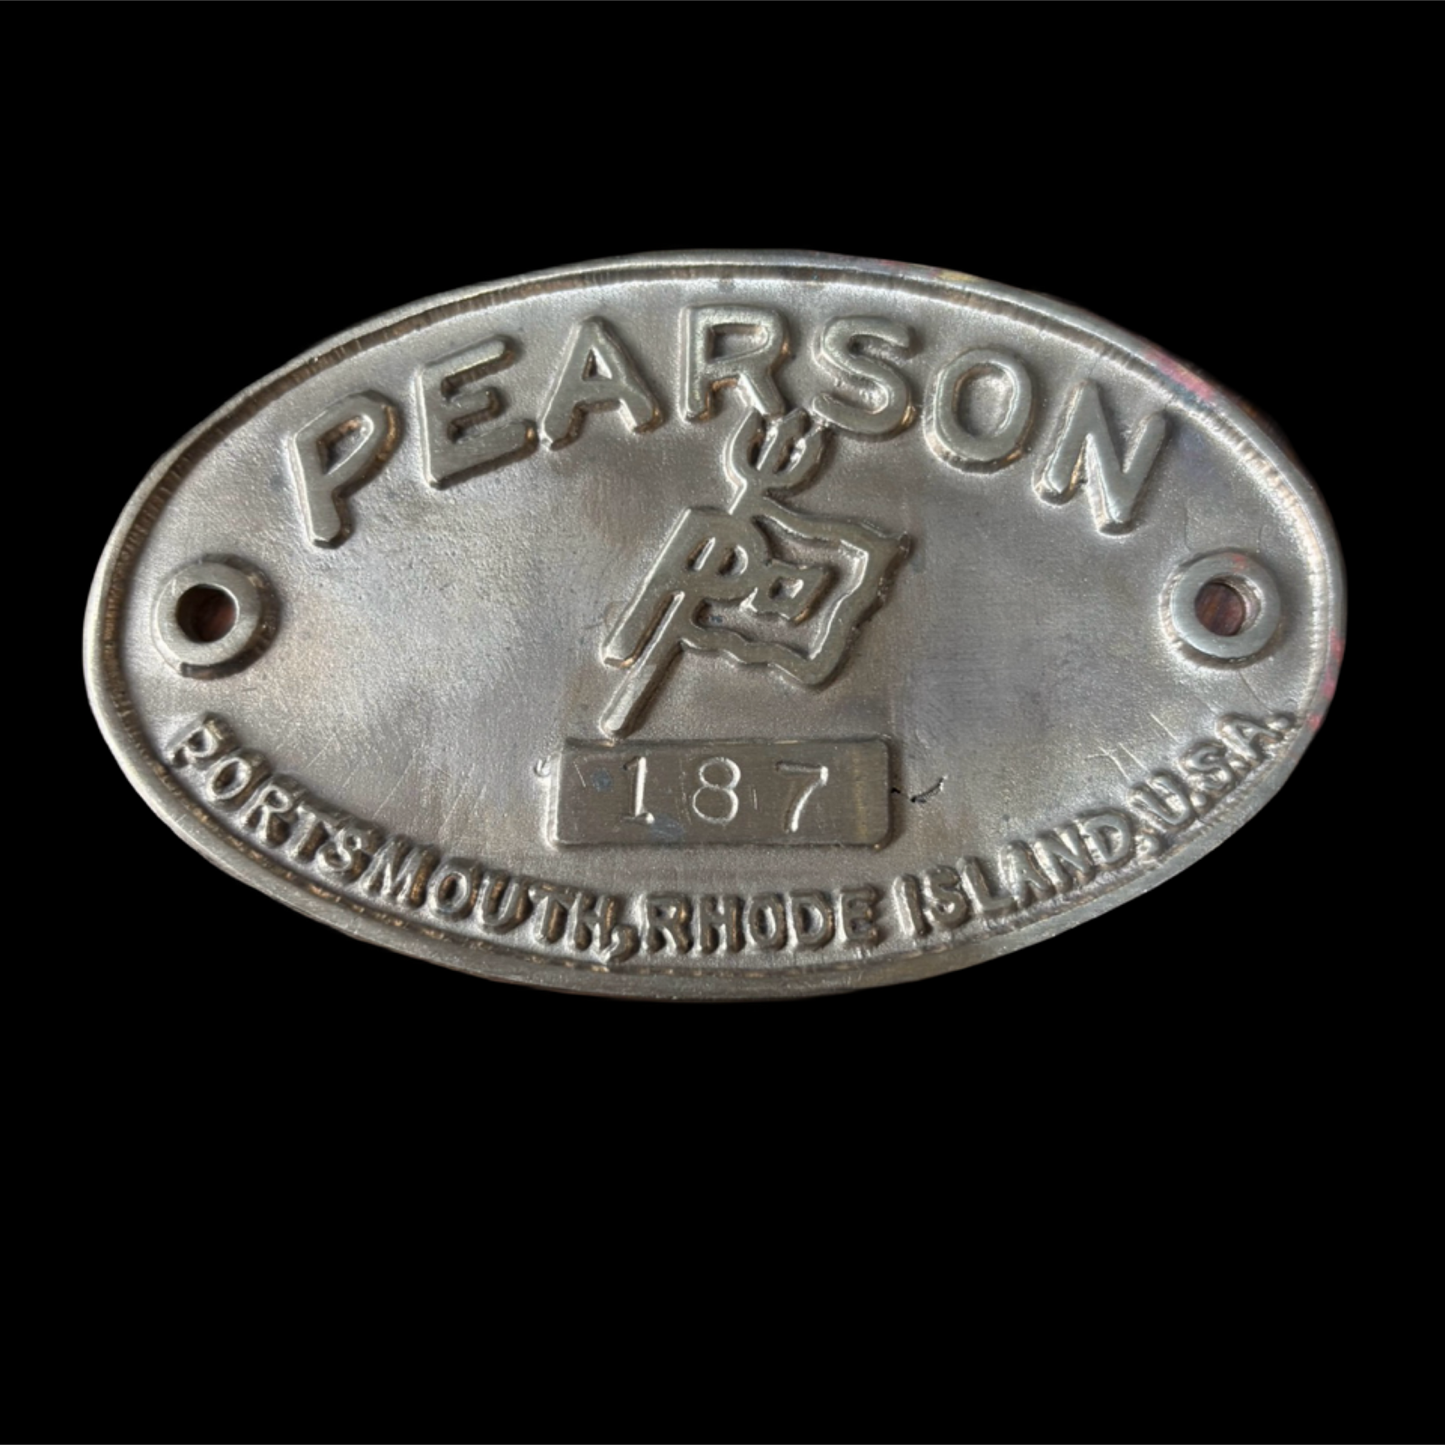 PEARSON
187
PORTSMOUTH, RHODE ISLAND, U.S.A.